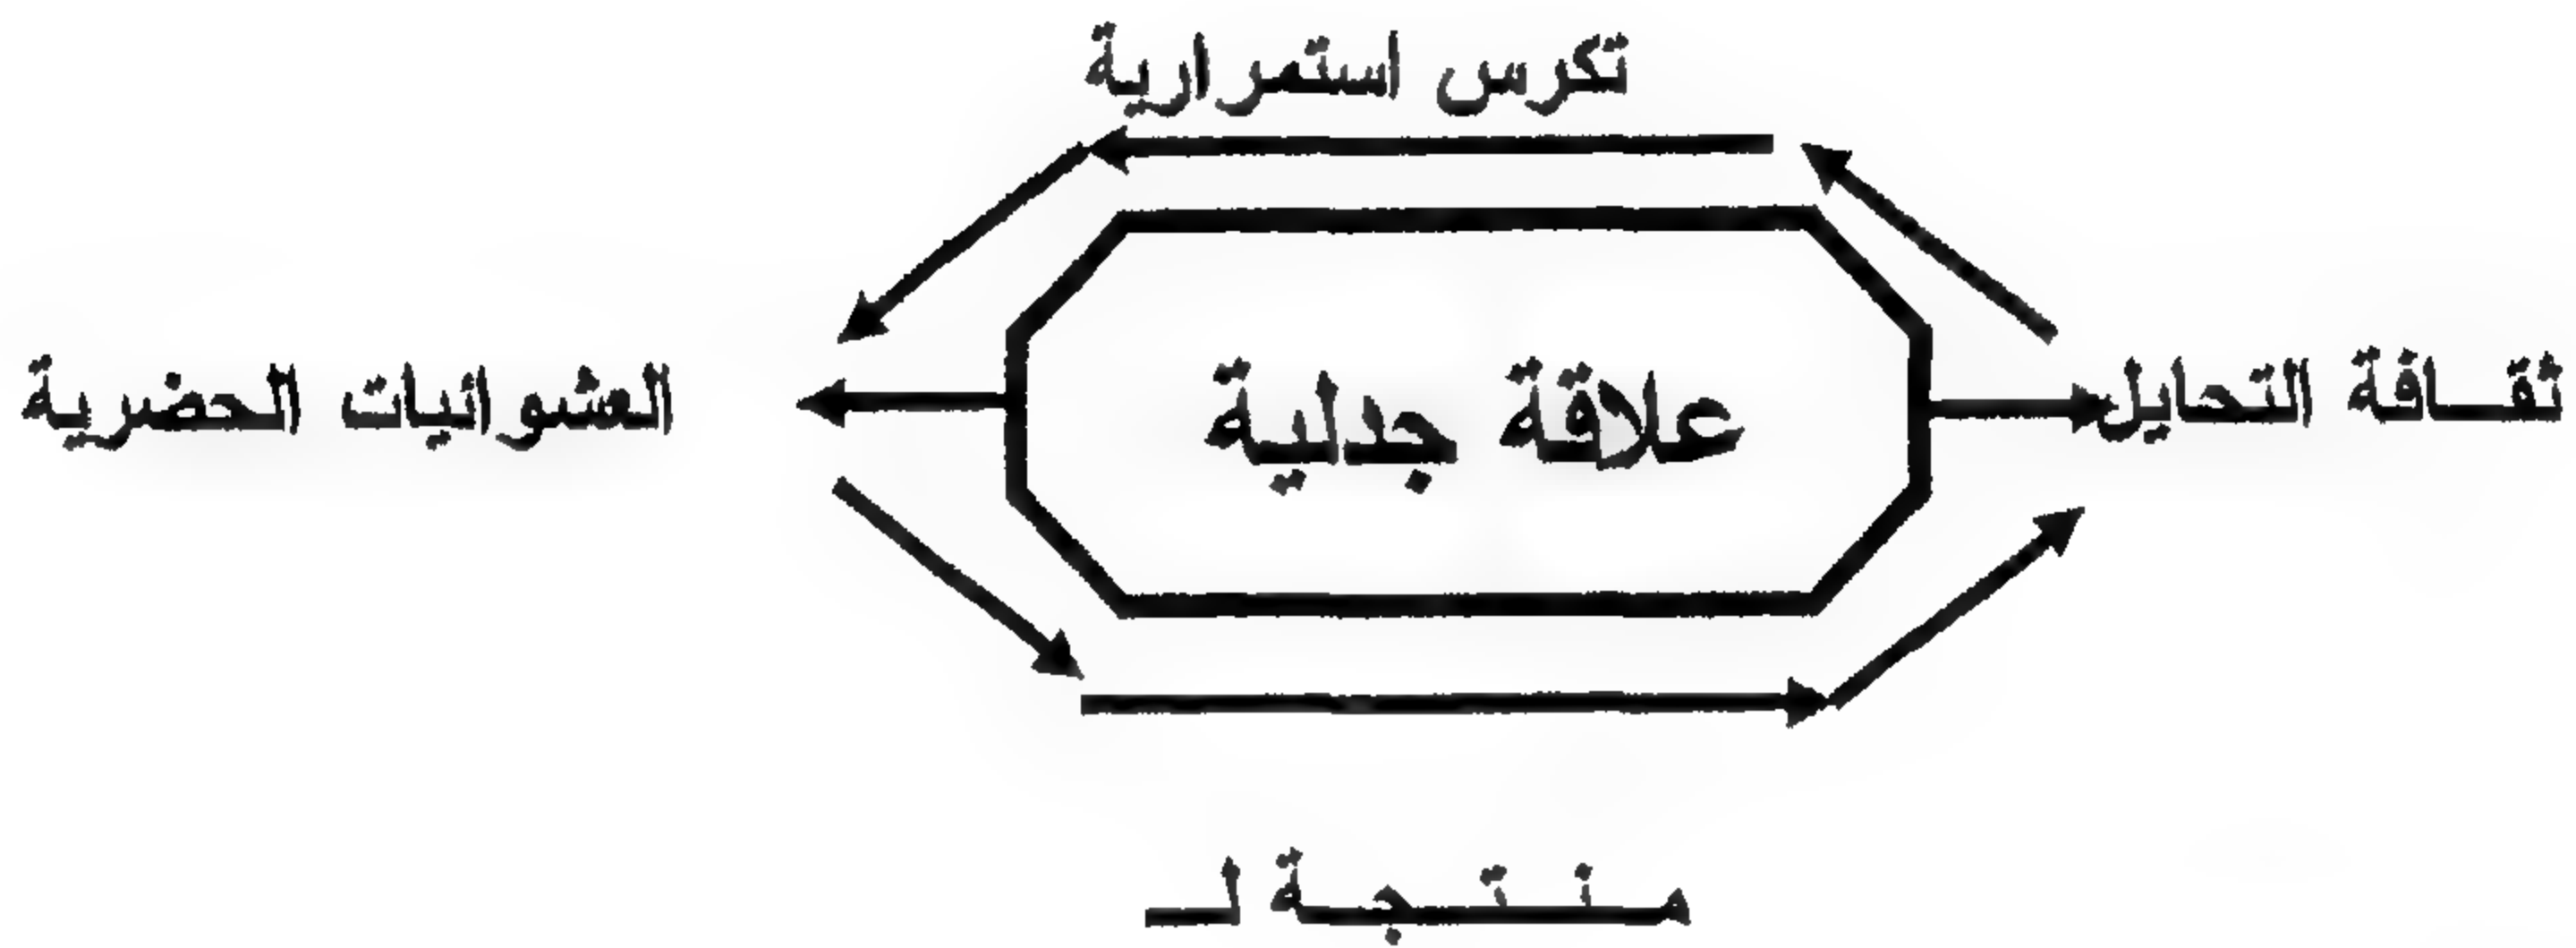 تكرس استمرارية
ثقافة التحايل
علاقة جدلية
العشوائيات الحضرية
منتجة لـ